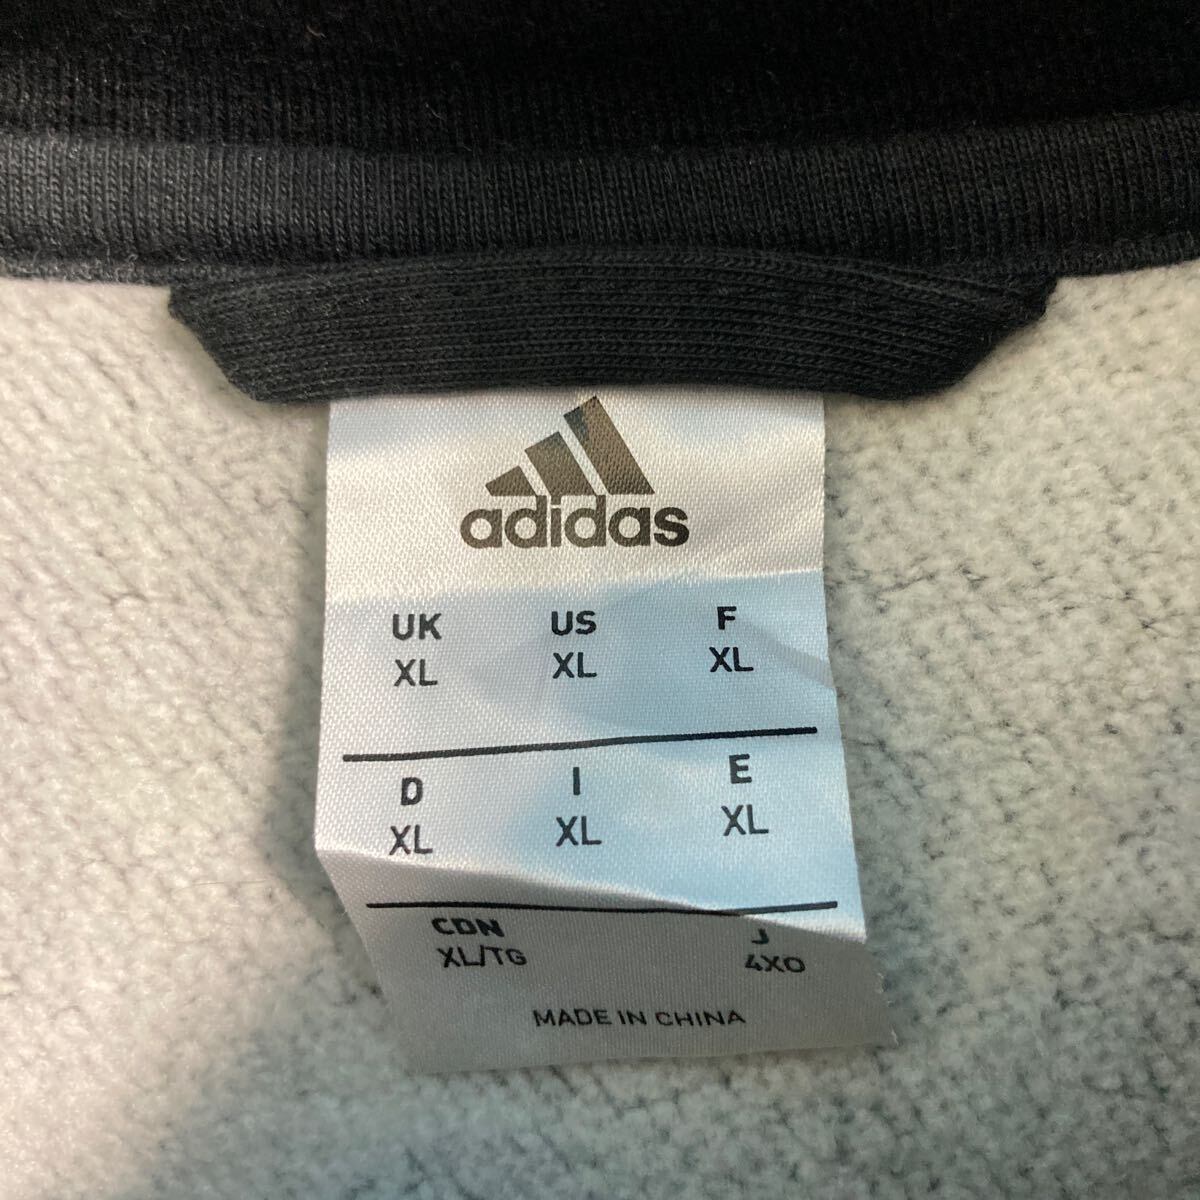 adidas
UK US F
XL XL XL
D I E
XL XL XL
CDN J
XL/TG 4XO
MADE IN CHINA